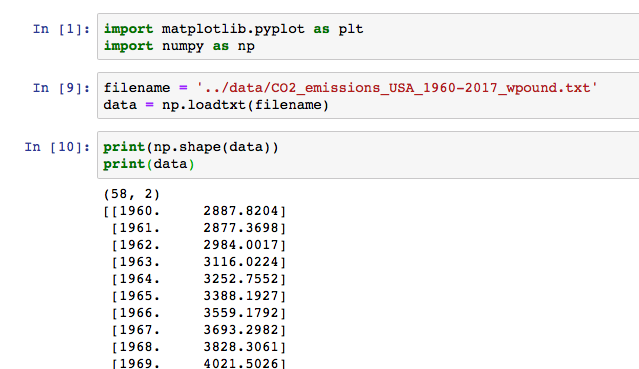 In [1]: import matplotlib.pyplot as plt
import numpy as np
In [9]: filename = '../data/CO2_emissions_USA_1960-2017_wpound.txt'
data = np.loadtxt(filename)
In [10]: print(np.shape(data))
print(data)
(58, 2)
[[1960. 2887.8204]
[1961. 2877.3698]
[1962. 2984.0017]
[1963. 3116.0224]
[1964. 3252.7552]
[1965. 3388.1927]
[1966. 3559.1792]
[1967. 3693.2982]
[1968. 3828.3061]
[1969. 4021.5026]